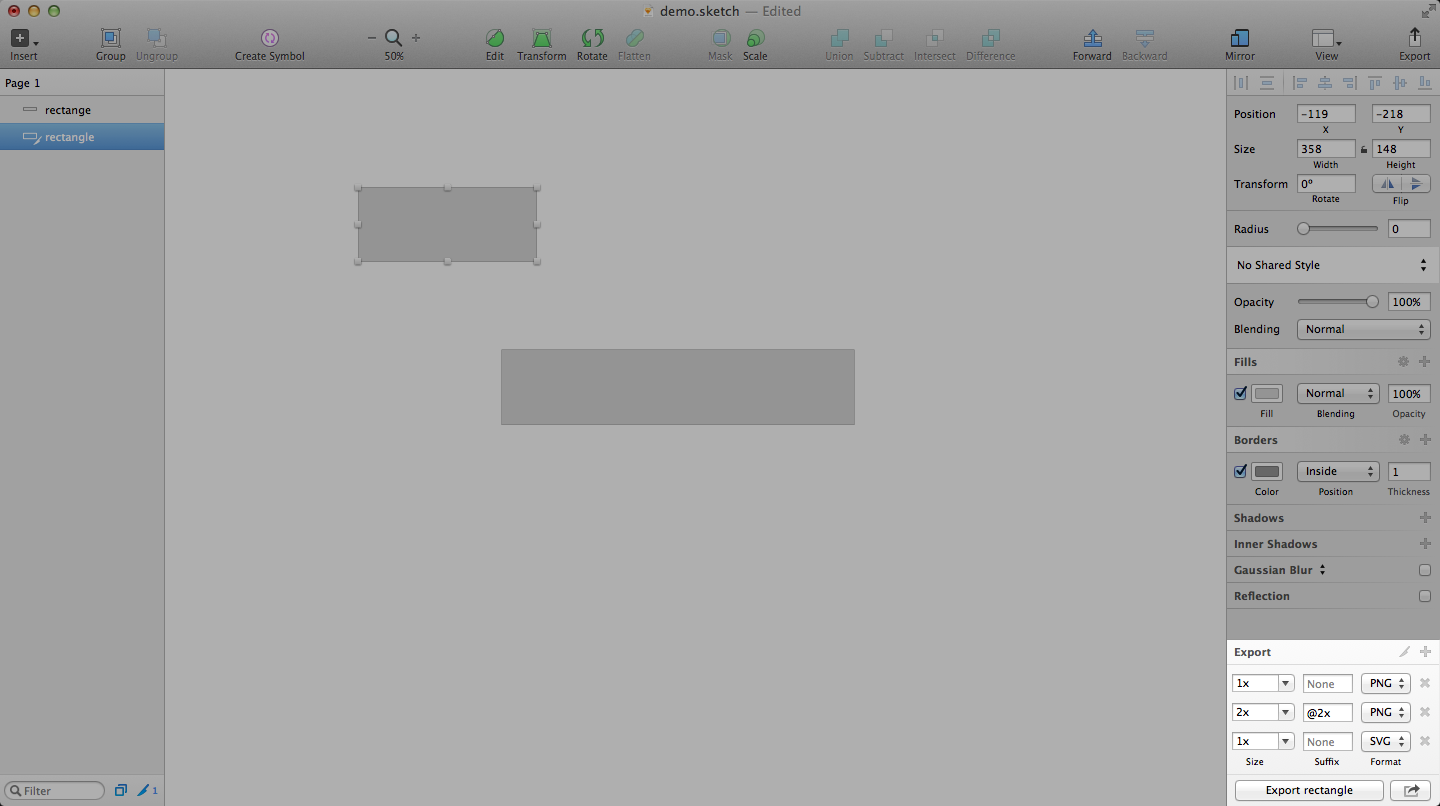 demo.sketch — Edited
Insert Group Ungroup Create Symbol 50% Edit Transform Rotate Flatten Mask Scale Union Subtract Intersect Difference Forward Backward Mirror View Export
Page 1
rectange
rectangle
Filter 1
Position -119 -218
X Y
Size 358 148
Width Height
Transform 0º
Rotate Flip
Radius 0
No Shared Style
Opacity 100%
Blending Normal
Fills
Normal 100%
Fill Blending Opacity
Borders
Inside 1
Color Position Thickness
Shadows
Inner Shadows
Gaussian Blur
Reflection
Export
1x None PNG
2x @2x PNG
1x None SVG
Size Suffix Format
Export rectangle